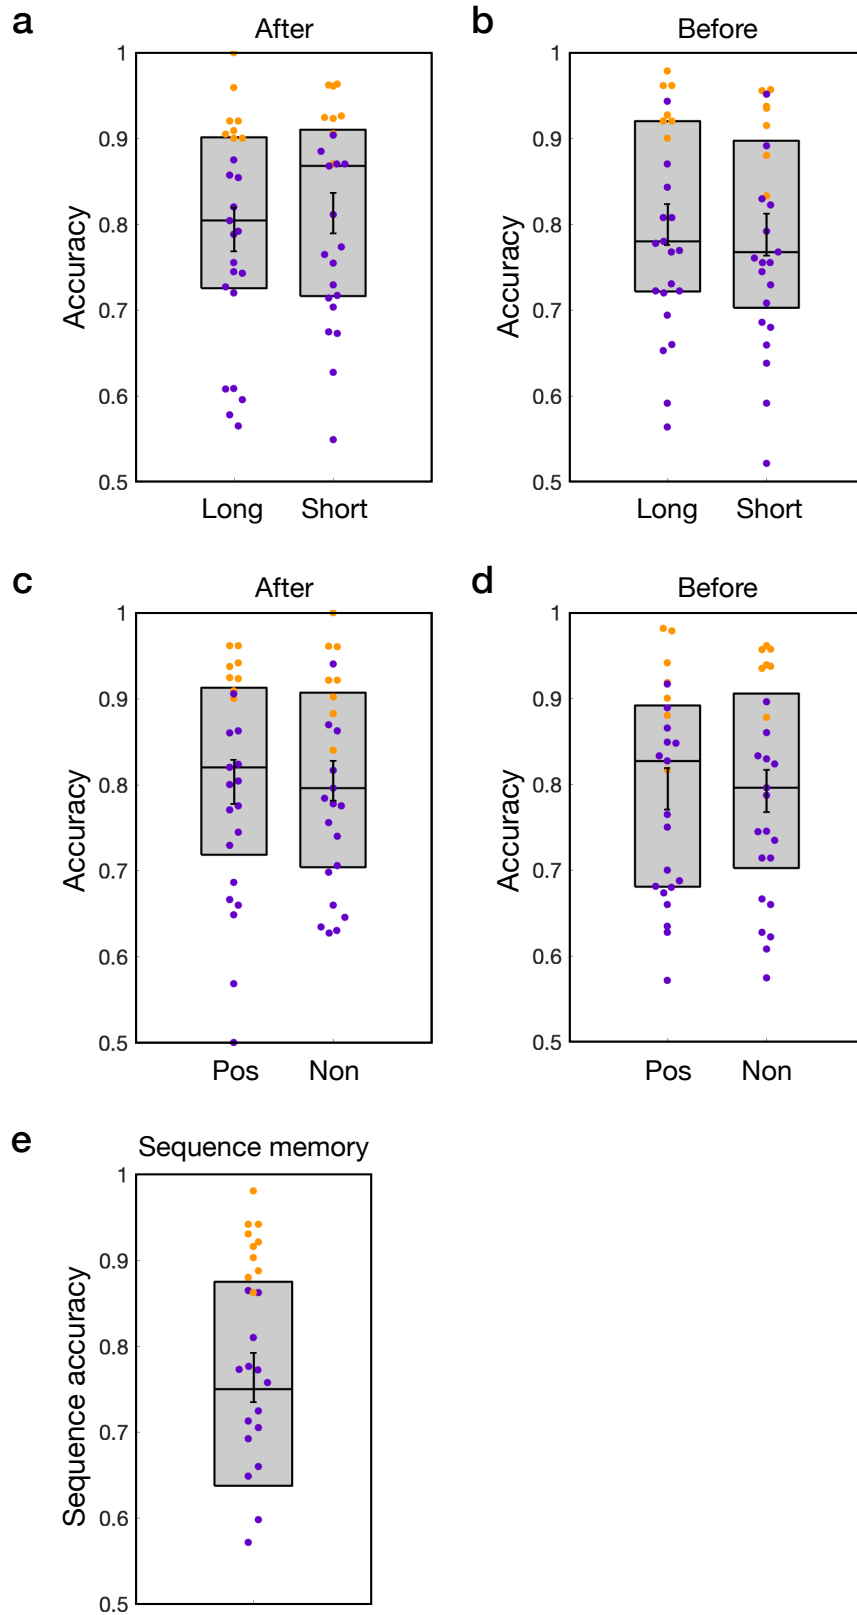 a
After
b
Before
1
0.9
0.8
0.7
0.6
0.5
Accuracy
Long
Short
1
0.9
0.8
0.7
0.6
0.5
Accuracy
Long
Short
c
After
d
Before
1
0.9
0.8
0.7
0.6
0.5
Accuracy
Pos
Non
1
0.9
0.8
0.7
0.6
0.5
Accuracy
Pos
Non
e
Sequence memory
1
0.9
0.8
0.7
0.6
0.5
Sequence accuracy